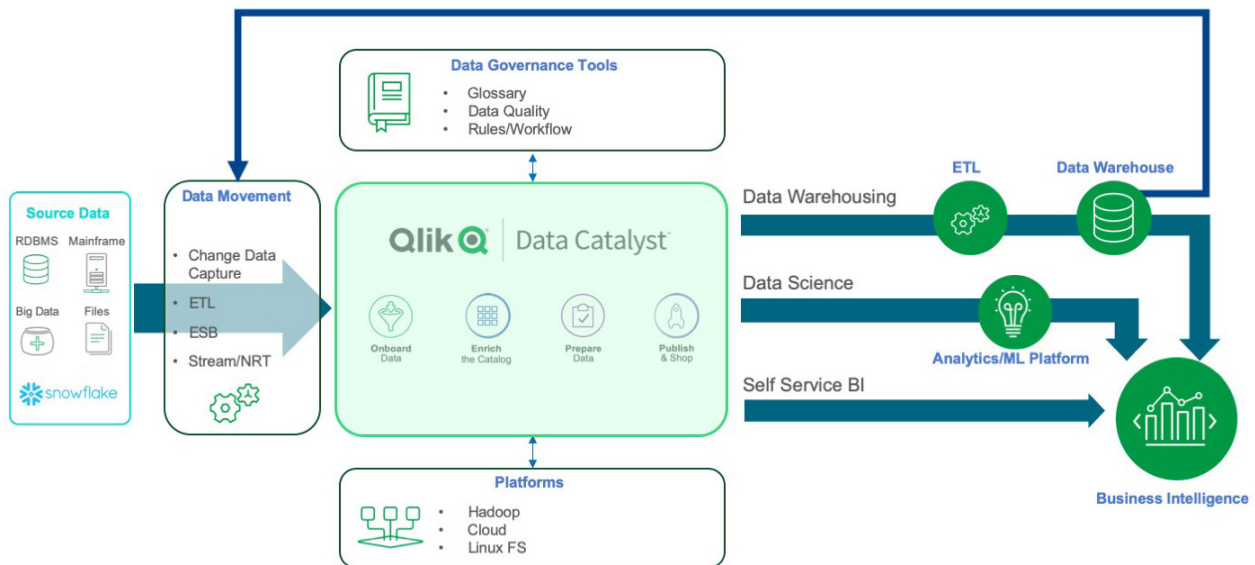 Data Governance Tools
• Glossary
• Data Quality
• Rules/Workflow
Source Data
RDBMS
Mainframe
Big Data
Files
snowflake
Data Movement
• Change Data
Capture
• ETL
• ESB
• Stream/NRT
Qlik Data Catalyst™
Onboard
Data
Enrich
the Catalog
Prepare
Data
Publish
& Shop
Platforms
• Hadoop
• Cloud
• Linux FS
Data Warehousing
ETL
Data Warehouse
Data Science
Analytics/ML Platform
Self Service BI
Business Intelligence